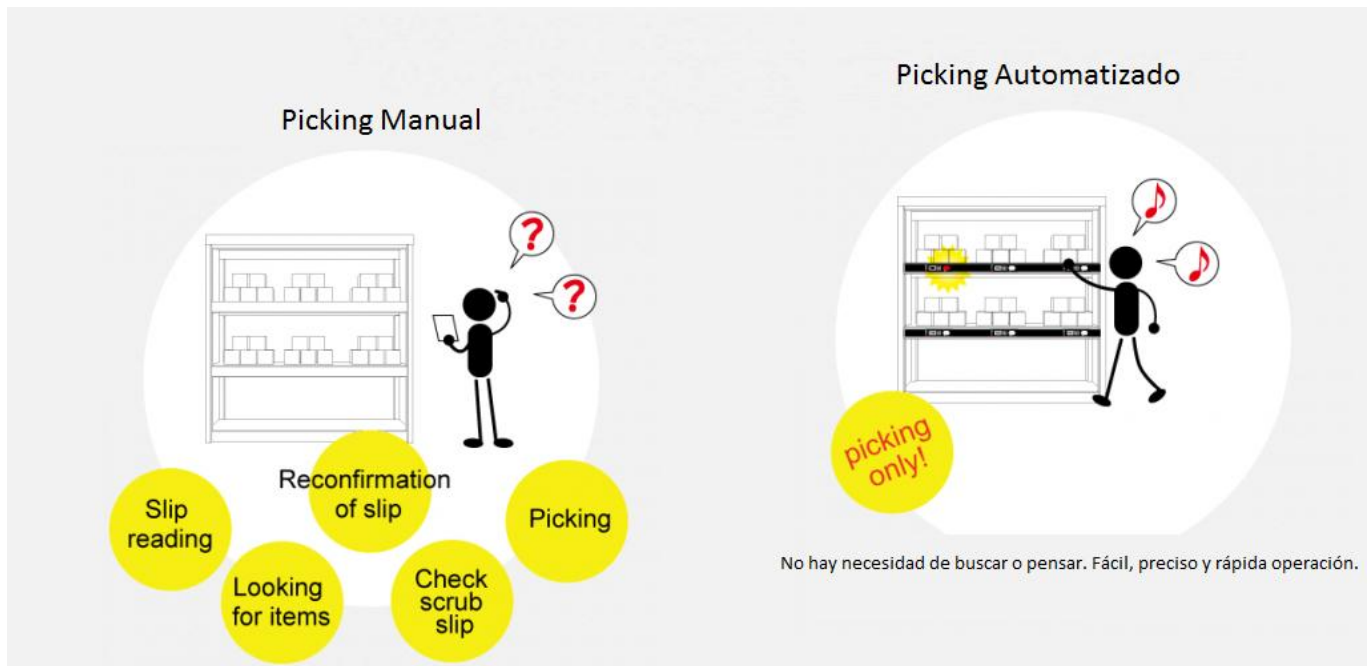 Picking Manual
?
?
Slip
reading
Looking
for items
Reconfirmation
of slip
Check
scrub
slip
Picking
Picking Automatizado
picking
only!
No hay necesidad de buscar o pensar. Fácil, preciso y rápida operación.